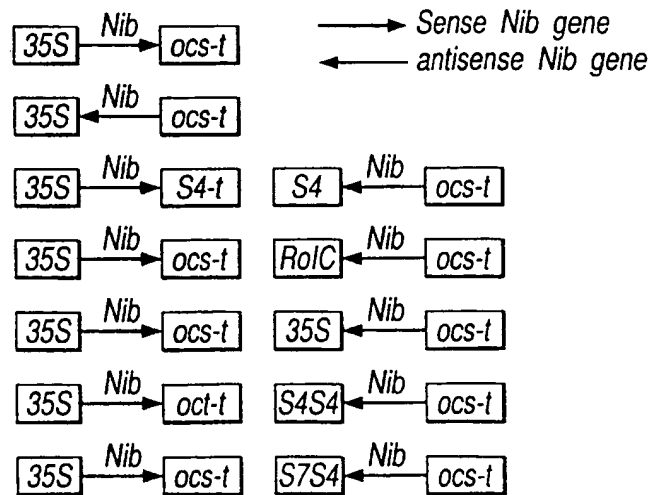 Nib
35S ocs-t
Sense Nib gene
antisense Nib gene
Nib
35S ocs-t
Nib Nib
35S S4-t S4 ocs-t
Nib Nib
35S ocs-t RolC ocs-t
Nib Nib
35S ocs-t 35S ocs-t
Nib Nib
35S oct-t S4S4 ocs-t
Nib Nib
35S ocs-t S7S4 ocs-t